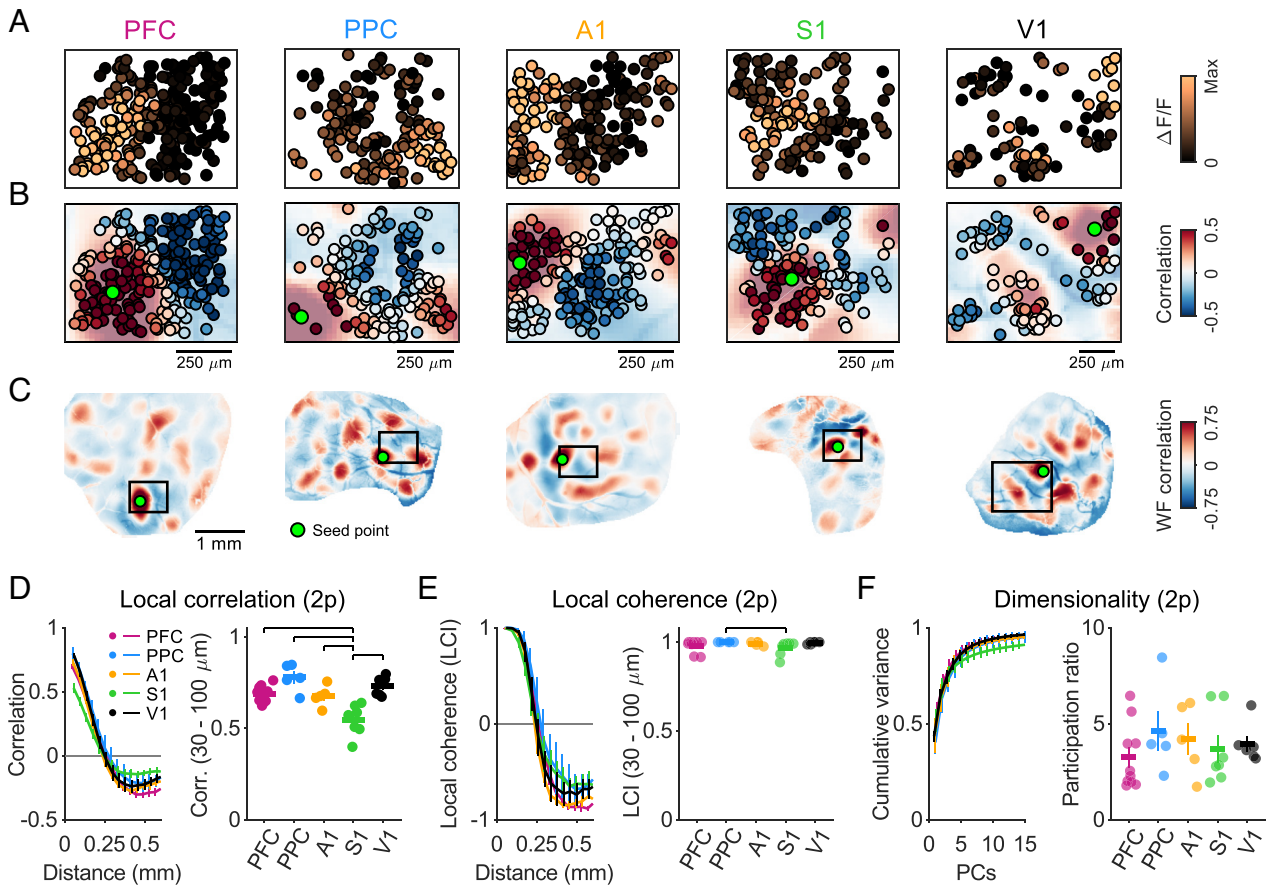 A
PFC PPC A1 S1 V1
Max
Δ F/F
0
B
0.5
Correlation
0
-0.5
250 μm 250 μm 250 μm 250 μm 250 μm
C
0.75
WF correlation
0
-0.75
1 mm
Seed point
D Local correlation (2p) E Local coherence (2p) F Dimensionality (2p)
Correlation
1
0.5
0
-0.5
PFC
PPC
A1
S1
V1
0 0.25 0.5
Distance (mm)
Corr. (30 - 100 μm)
1
0.5
0
PFC PPC A1 S1 V1
Local coherence (LCI)
1
0
-1
0 0.25 0.5
Distance (mm)
LCI (30 - 100 μm)
1
0.5
0
PFC PPC A1 S1 V1
Cumulative variance
1
0.5
0
0 5 10 15
PCs
Participation ratio
10
5
0
PFC PPC A1 S1 V1